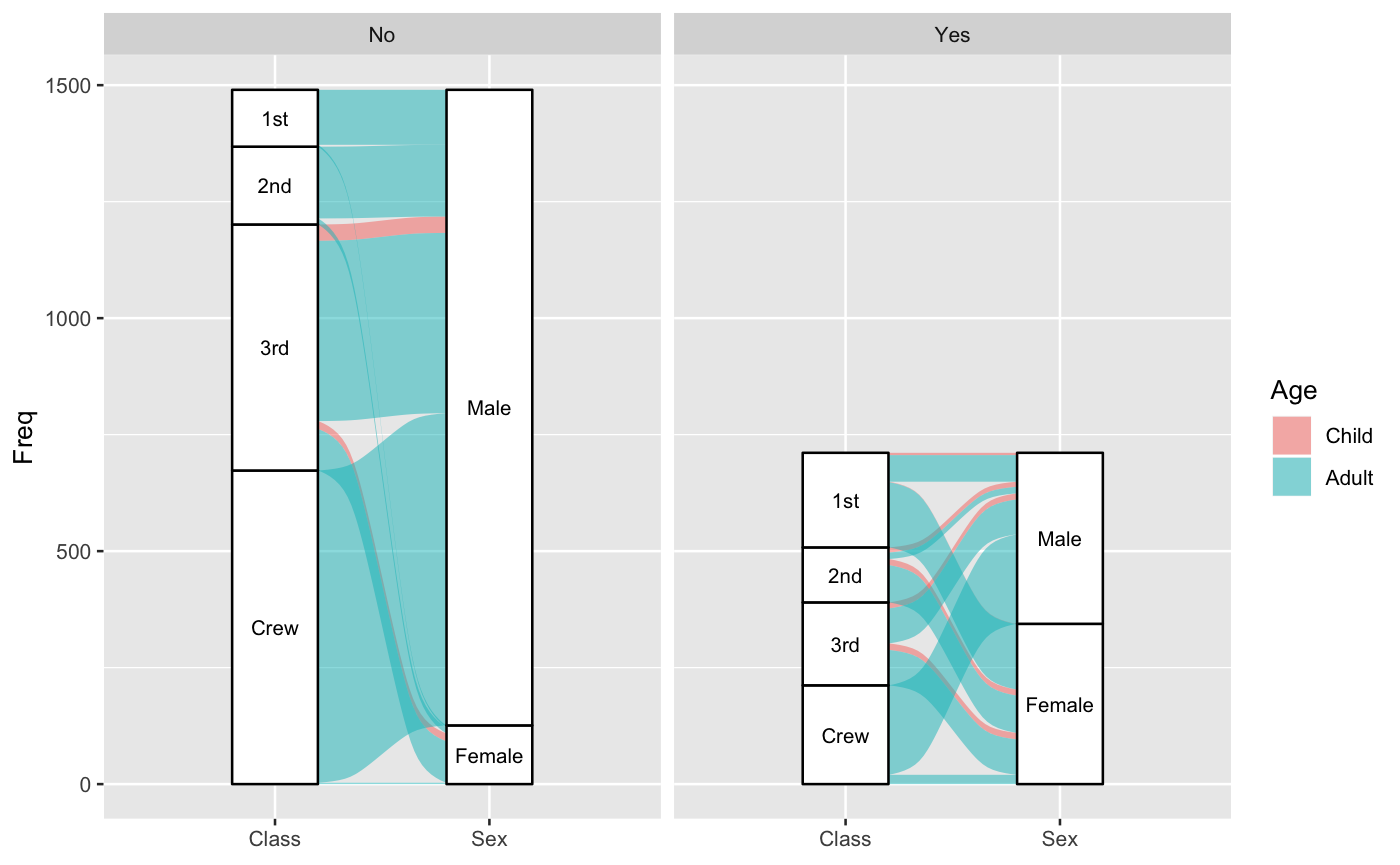 No
Yes
Freq
1500
1000
500
0
1st
2nd
3rd
Crew
Male
Female
1st
2nd
3rd
Crew
Male
Female
Class
Sex
Class
Sex
Age
Child
Adult